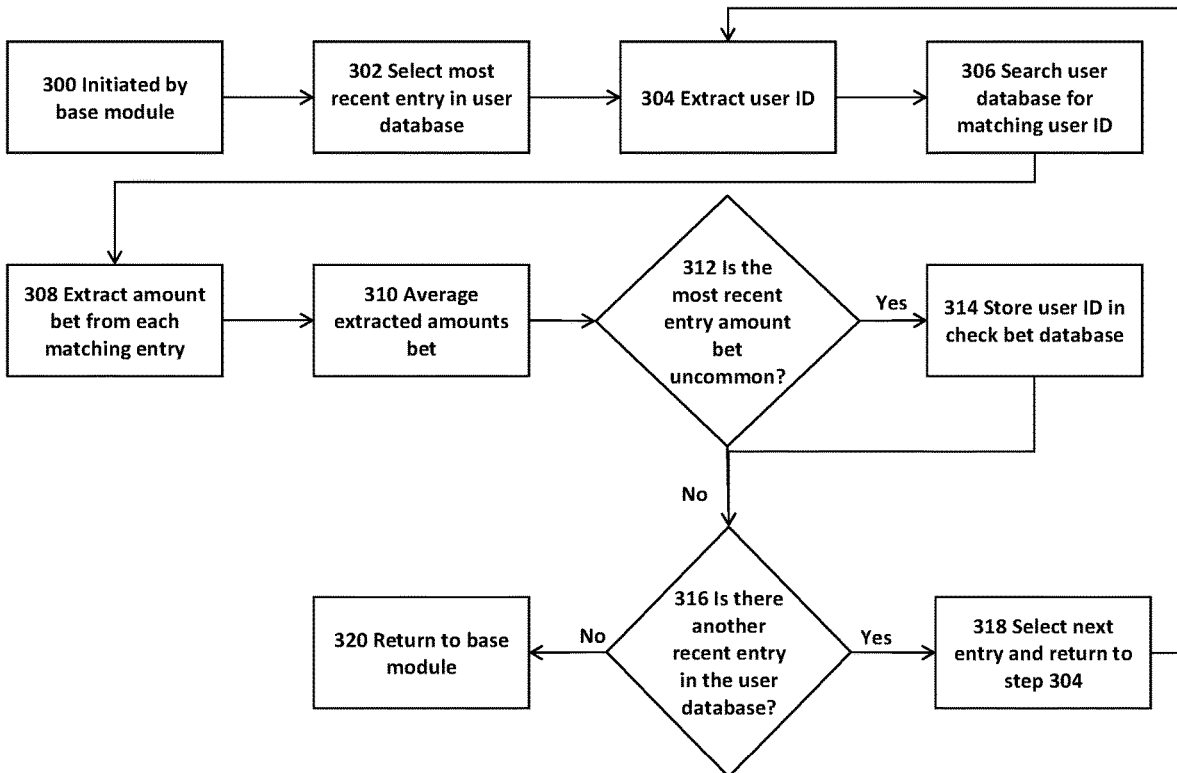 300 Initiated by
base module
302 Select most
recent entry in user
database
304 Extract user ID
306 Search user
database for
matching user ID
308 Extract amount
bet from each
matching entry
310 Average
extracted amounts
bet
312 Is the
most recent
entry amount
bet
uncommon?
Yes
314 Store user ID in
check bet database
No
316 Is there
another
recent entry
in the user
database?
Yes
318 Select next
entry and return to
step 304
No
320 Return to base
module